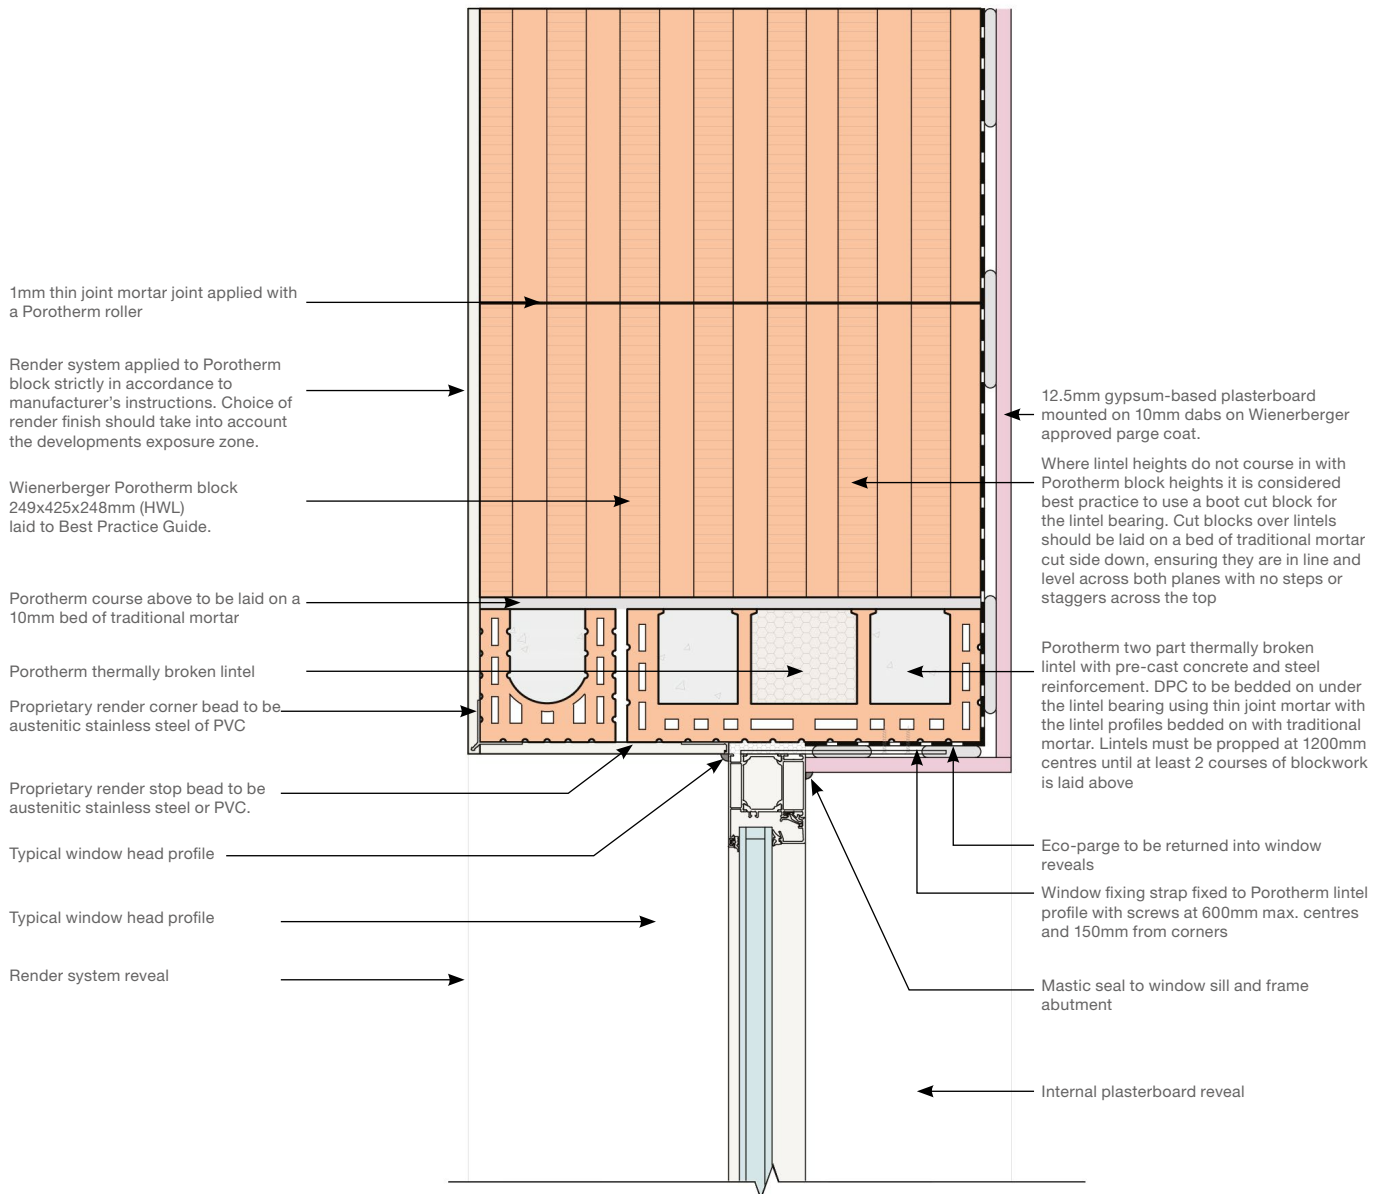 1mm thin joint mortar joint applied with
a Porotherm roller
Render system applied to Porotherm
block strictly in accordance to
manufacturer's instructions. Choice of
render finish should take into account
the developments exposure zone.
Wienerberger Porotherm block
249x425x248mm (HWL)
laid to Best Practice Guide.
Porotherm course above to be laid on a
10mm bed of traditional mortar
Porotherm thermally broken lintel
Proprietary render corner bead to be
austenitic stainless steel of PVC
Proprietary render stop bead to be
austenitic stainless steel or PVC.
Typical window head profile
Typical window head profile
Render system reveal
12.5mm gypsum-based plasterboard
mounted on 10mm dabs on Wienerberger
approved parge coat.
Where lintel heights do not course in with
Porotherm block heights it is considered
best practice to use a boot cut block for
the lintel bearing. Cut blocks over lintels
should be laid on a bed of traditional mortar
cut side down, ensuring they are in line and
level across both planes with no steps or
staggers across the top
Porotherm two part thermally broken
lintel with pre-cast concrete and steel
reinforcement. DPC to be bedded on under
the lintel bearing using thin joint mortar with
the lintel profiles bedded on with traditional
mortar. Lintels must be propped at 1200mm
centres until at least 2 courses of blockwork
is laid above
Eco-parge to be returned into window
reveals
Window fixing strap fixed to Porotherm lintel
profile with screws at 600mm max. centres
and 150mm from corners
Mastic seal to window sill and frame
abutment
Internal plasterboard reveal